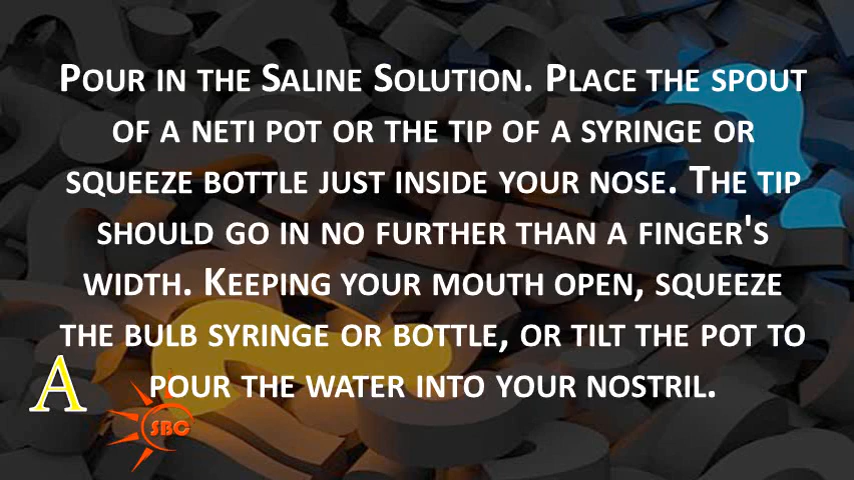 Pour in the Saline Solution. Place the spout
of a neti pot or the tip of a syringe or
squeeze bottle just inside your nose. The tip
should go in no further than a finger's
width. Keeping your mouth open, squeeze
the bulb syringe or bottle, or tilt the pot to
pour the water into your nostril.
A
SBC